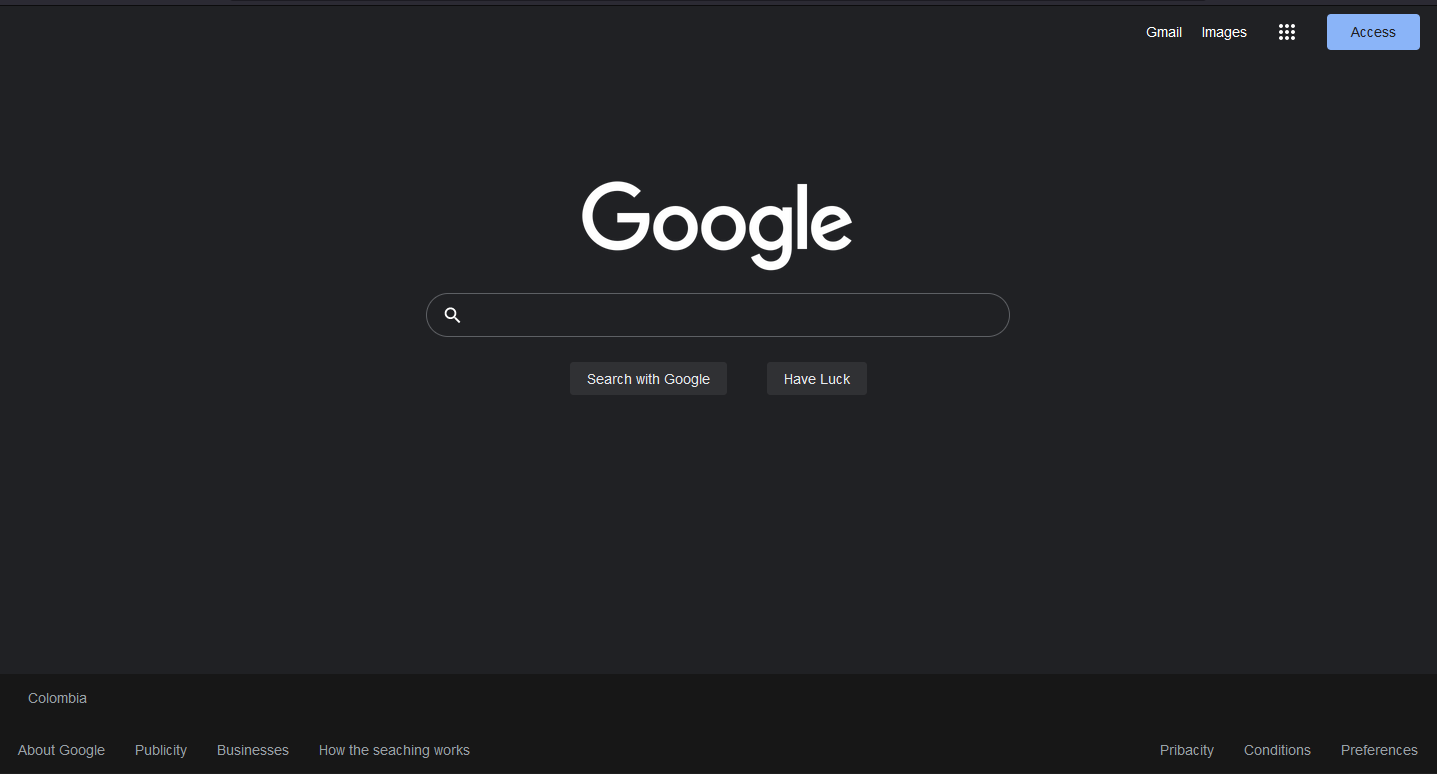 Gmail Images Access
Google
Search with Google Have Luck
Colombia
About Google Publicity Businesses How the seaching works Pribacity Conditions Preferences